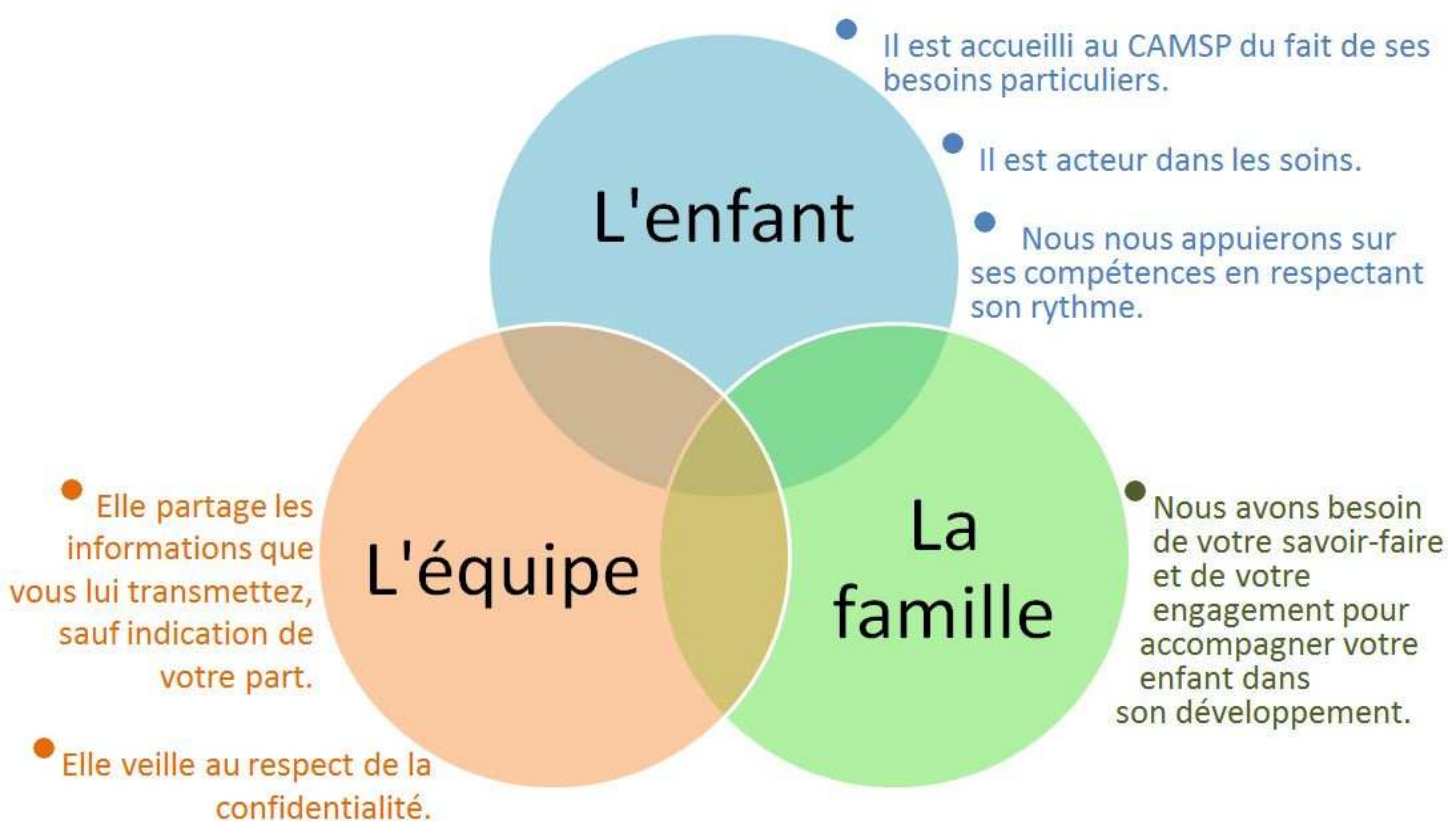 Il est accueilli au CAMSP du fait de ses
besoins particuliers.
Il est acteur dans les soins.
Nous nous appuierons sur
ses compétences en respectant
son rythme.
L'enfant
L'équipe
La
famille
Elle partage les
informations que
vous lui transmettez,
sauf indication de
votre part.
Elle veille au respect de la
confidentialité.
Nous avons besoin
de votre savoir-faire
et de votre
engagement pour
accompagner votre
enfant dans
son développement.